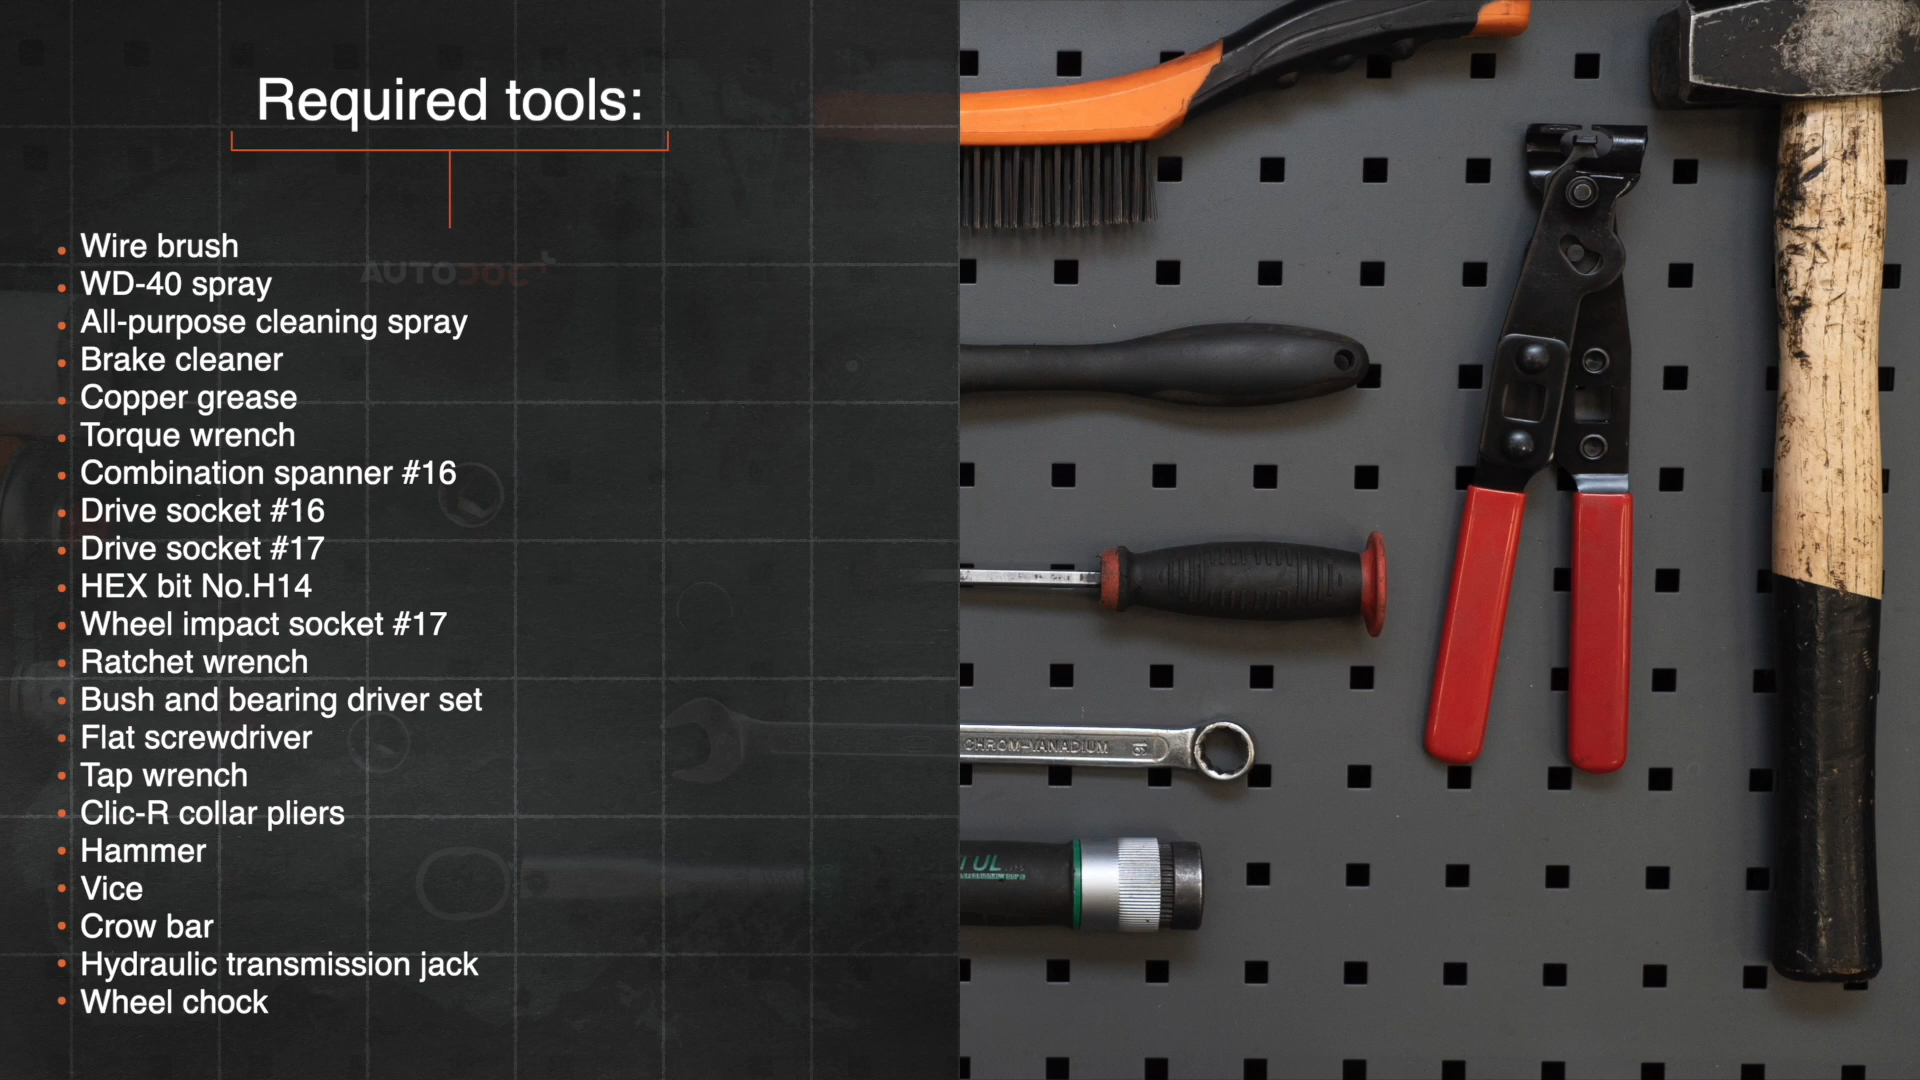 Required tools:
Wire brush
WD-40 spray
All-purpose cleaning spray
Brake cleaner
Copper grease
Torque wrench
Combination spanner #16
Drive socket #16
Drive socket #17
HEX bit No.H14
Wheel impact socket #17
Ratchet wrench
Bush and bearing driver set
Flat screwdriver
Tap wrench
Clic-R collar pliers
Hammer
Vice
Crow bar
Hydraulic transmission jack
Wheel chock
AUTODOC
CHROM-VANADIUM
UL